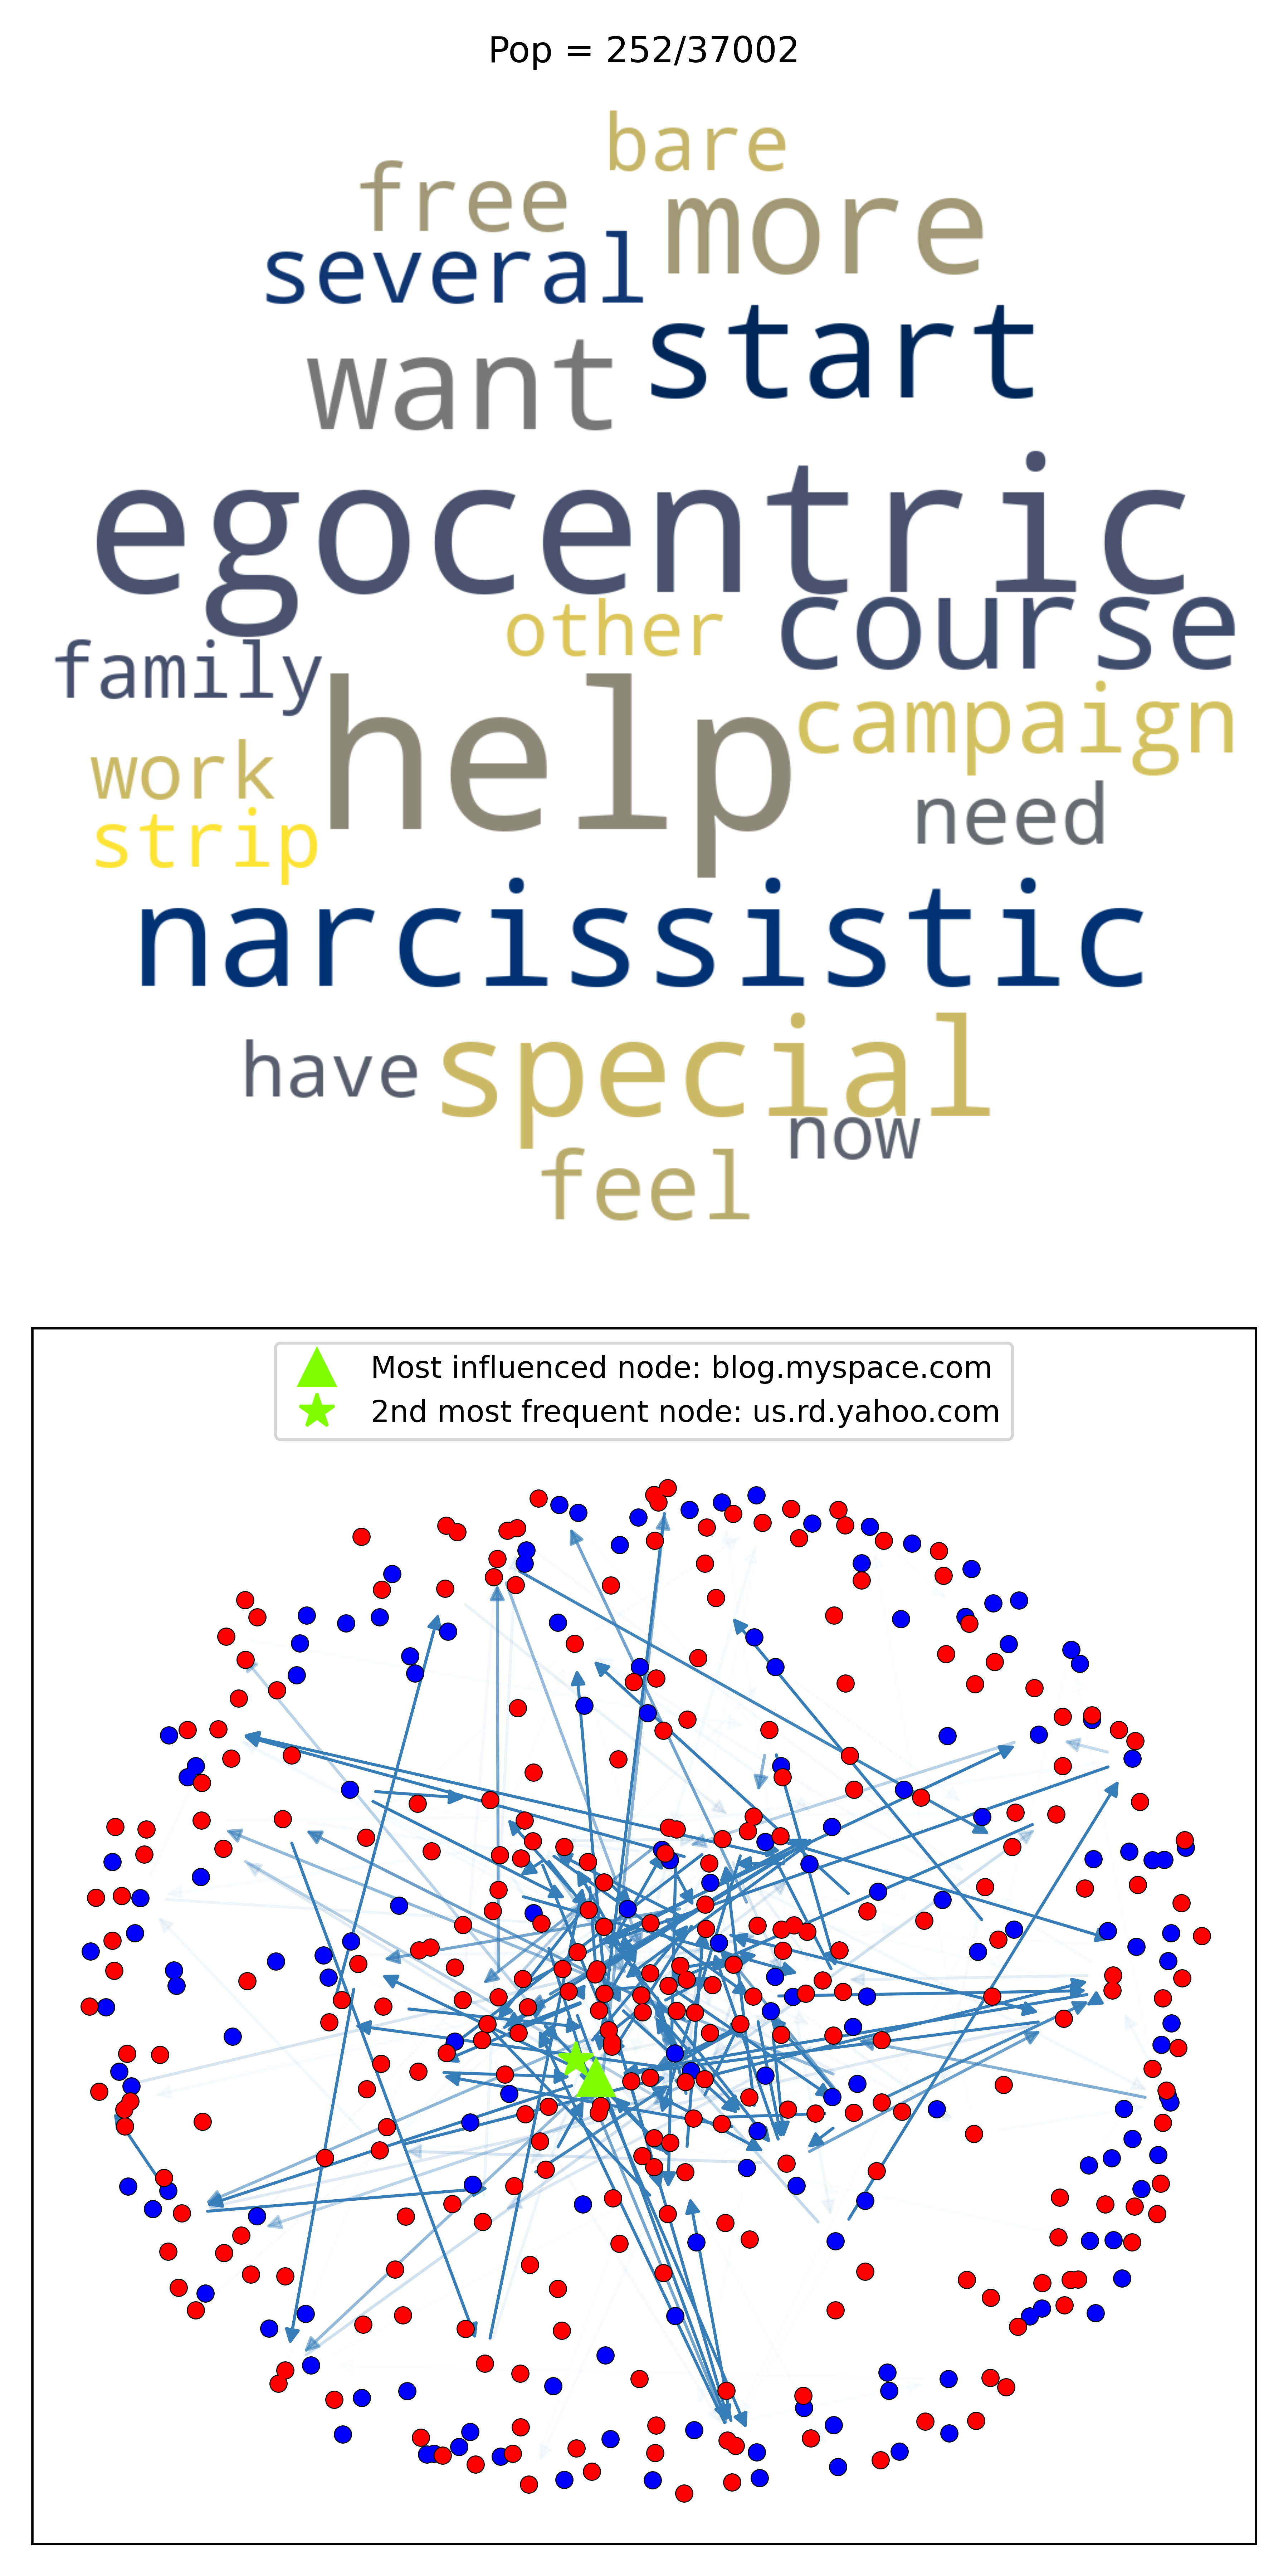 Pop = 252/37002
bare
free
more
several
start
want
egocentric
other
course
family
campaign
help
work
need
strip
narcissistic
have
special
now
feel
Most influenced node: blog.myspace.com
2nd most frequent node: us.rd.yahoo.com